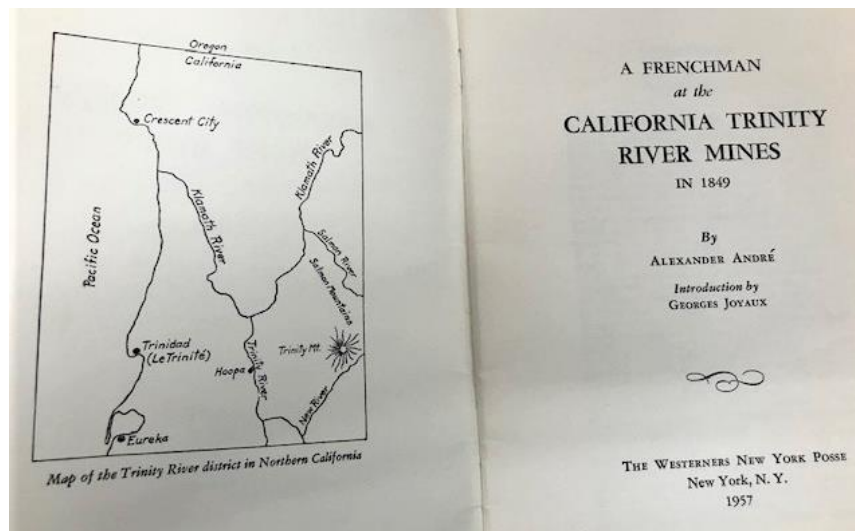 Oregon
California
Crescent City
Klamath River
Klamath River
Salmon River
Salmon Mountains
Pacific Ocean
Trinidad
(LeTrinité)
Trinity Mt.
Hoopa
Trinity River
New River
Eureka
Map of the Trinity River district in Northern California
A FRENCHMAN
at the
CALIFORNIA TRINITY
RIVER MINES
IN 1849
By
ALEXANDER ANDRÉ
Introduction by
GEORGES JOYAUX
THE WESTERNERS NEW YORK POSSE
New York, N. Y.
1957